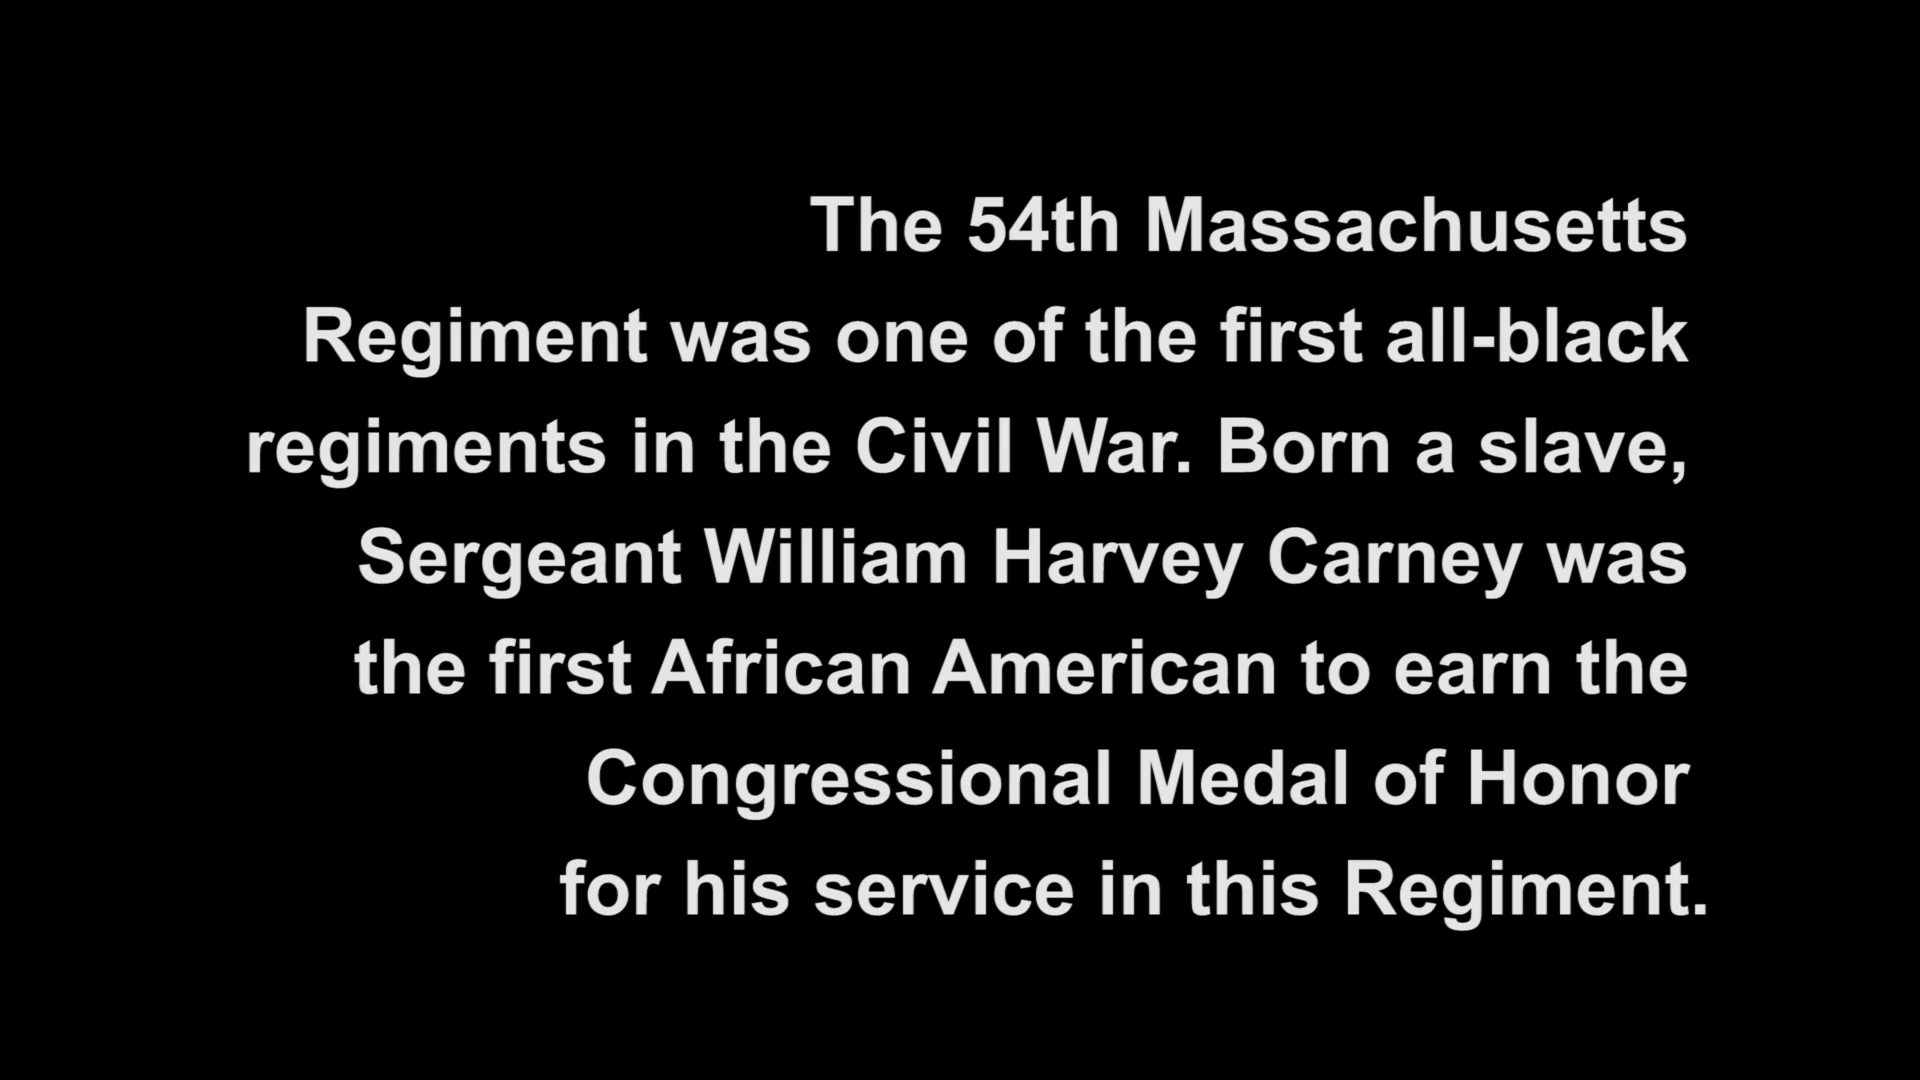 The 54th Massachusetts
Regiment was one of the first all-black
regiments in the Civil War. Born a slave,
Sergeant William Harvey Carney was
the first African American to earn the
Congressional Medal of Honor
for his service in this Regiment.